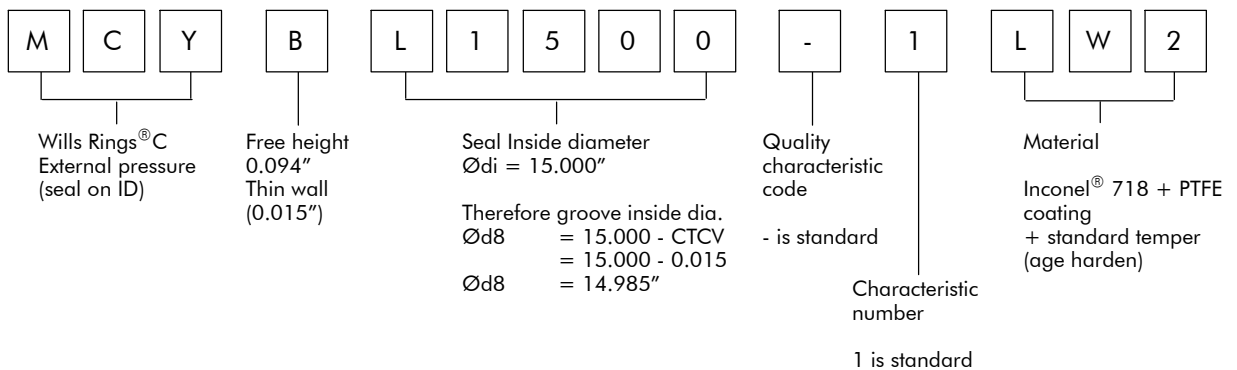 M C Y B L 1 5 0 0 - 1 L W 2
Wills Rings®C
External pressure
(seal on ID)
Free height
0.094"
Thin wall
(0.015")
Seal Inside diameter
Ødi = 15.000"
Therefore groove inside dia.
Ød8 = 15.000 - CTCV
= 15.000 - 0.015
Ød8 = 14.985"
Quality
characteristic
code
- is standard
Characteristic
number
1 is standard
Material
Inconel® 718 + PTFE
coating
+ standard temper
(age harden)